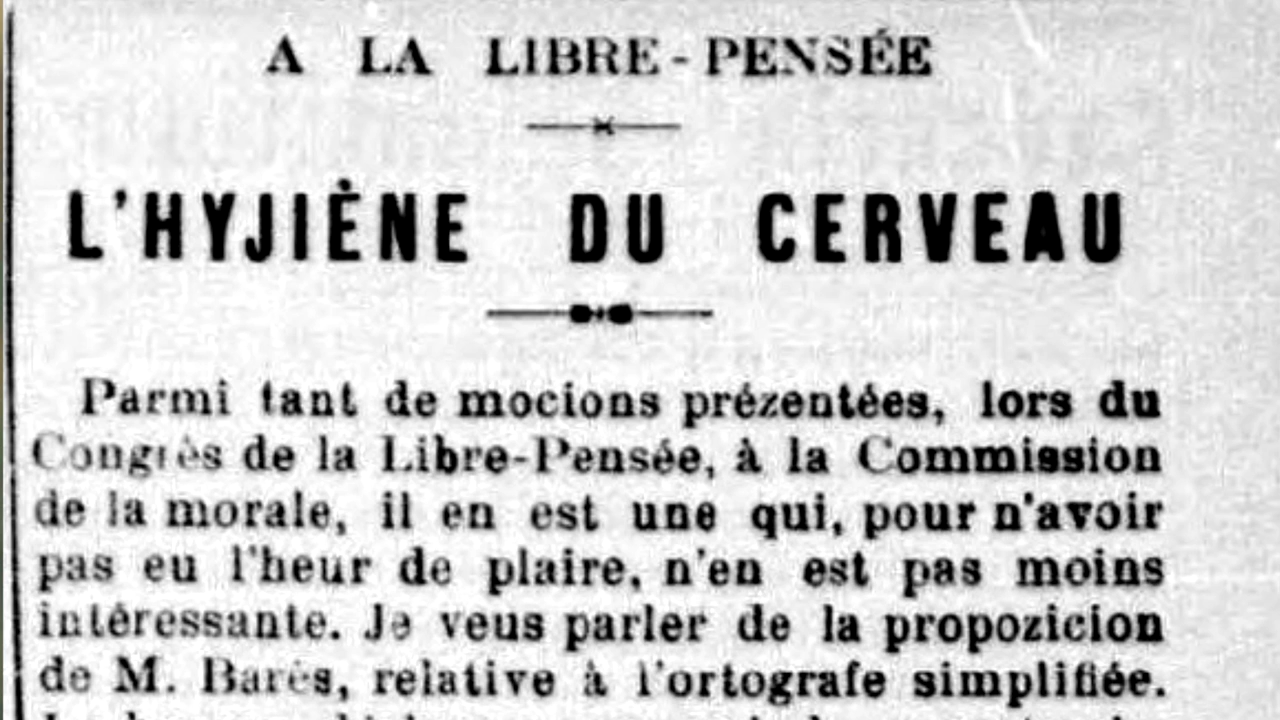 A LA LIBRE-PENSÉE
L'HYJIÈNE DU CERVEAU
Parmi tant de mocions prézentées, lors du
Congrès de la Libre-Pensée, à la Commission
de la morale, il en est une qui, pour n'avoir
pas eu l'heur de plaire, n'en est pas moins
intéressante. Je veus parler de la propozicion
de M. Barès, relative à l'ortografe simplifiée.